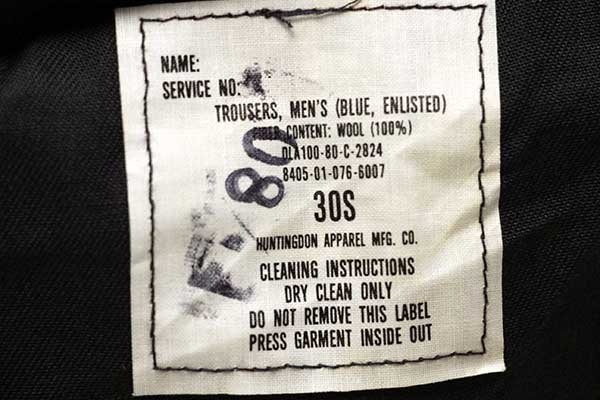 NAME:
SERVICE NO:
TROUSERS, MEN'S (BLUE, ENLISTED)
FIBER CONTENT: WOOL (100%)
DLA100-80-C-2824
8405-01-076-6007
80
30S
HUNTINGDON APPAREL MFG. CO.
CLEANING INSTRUCTIONS
DRY CLEAN ONLY
DO NOT REMOVE THIS LABEL
PRESS GARMENT INSIDE OUT